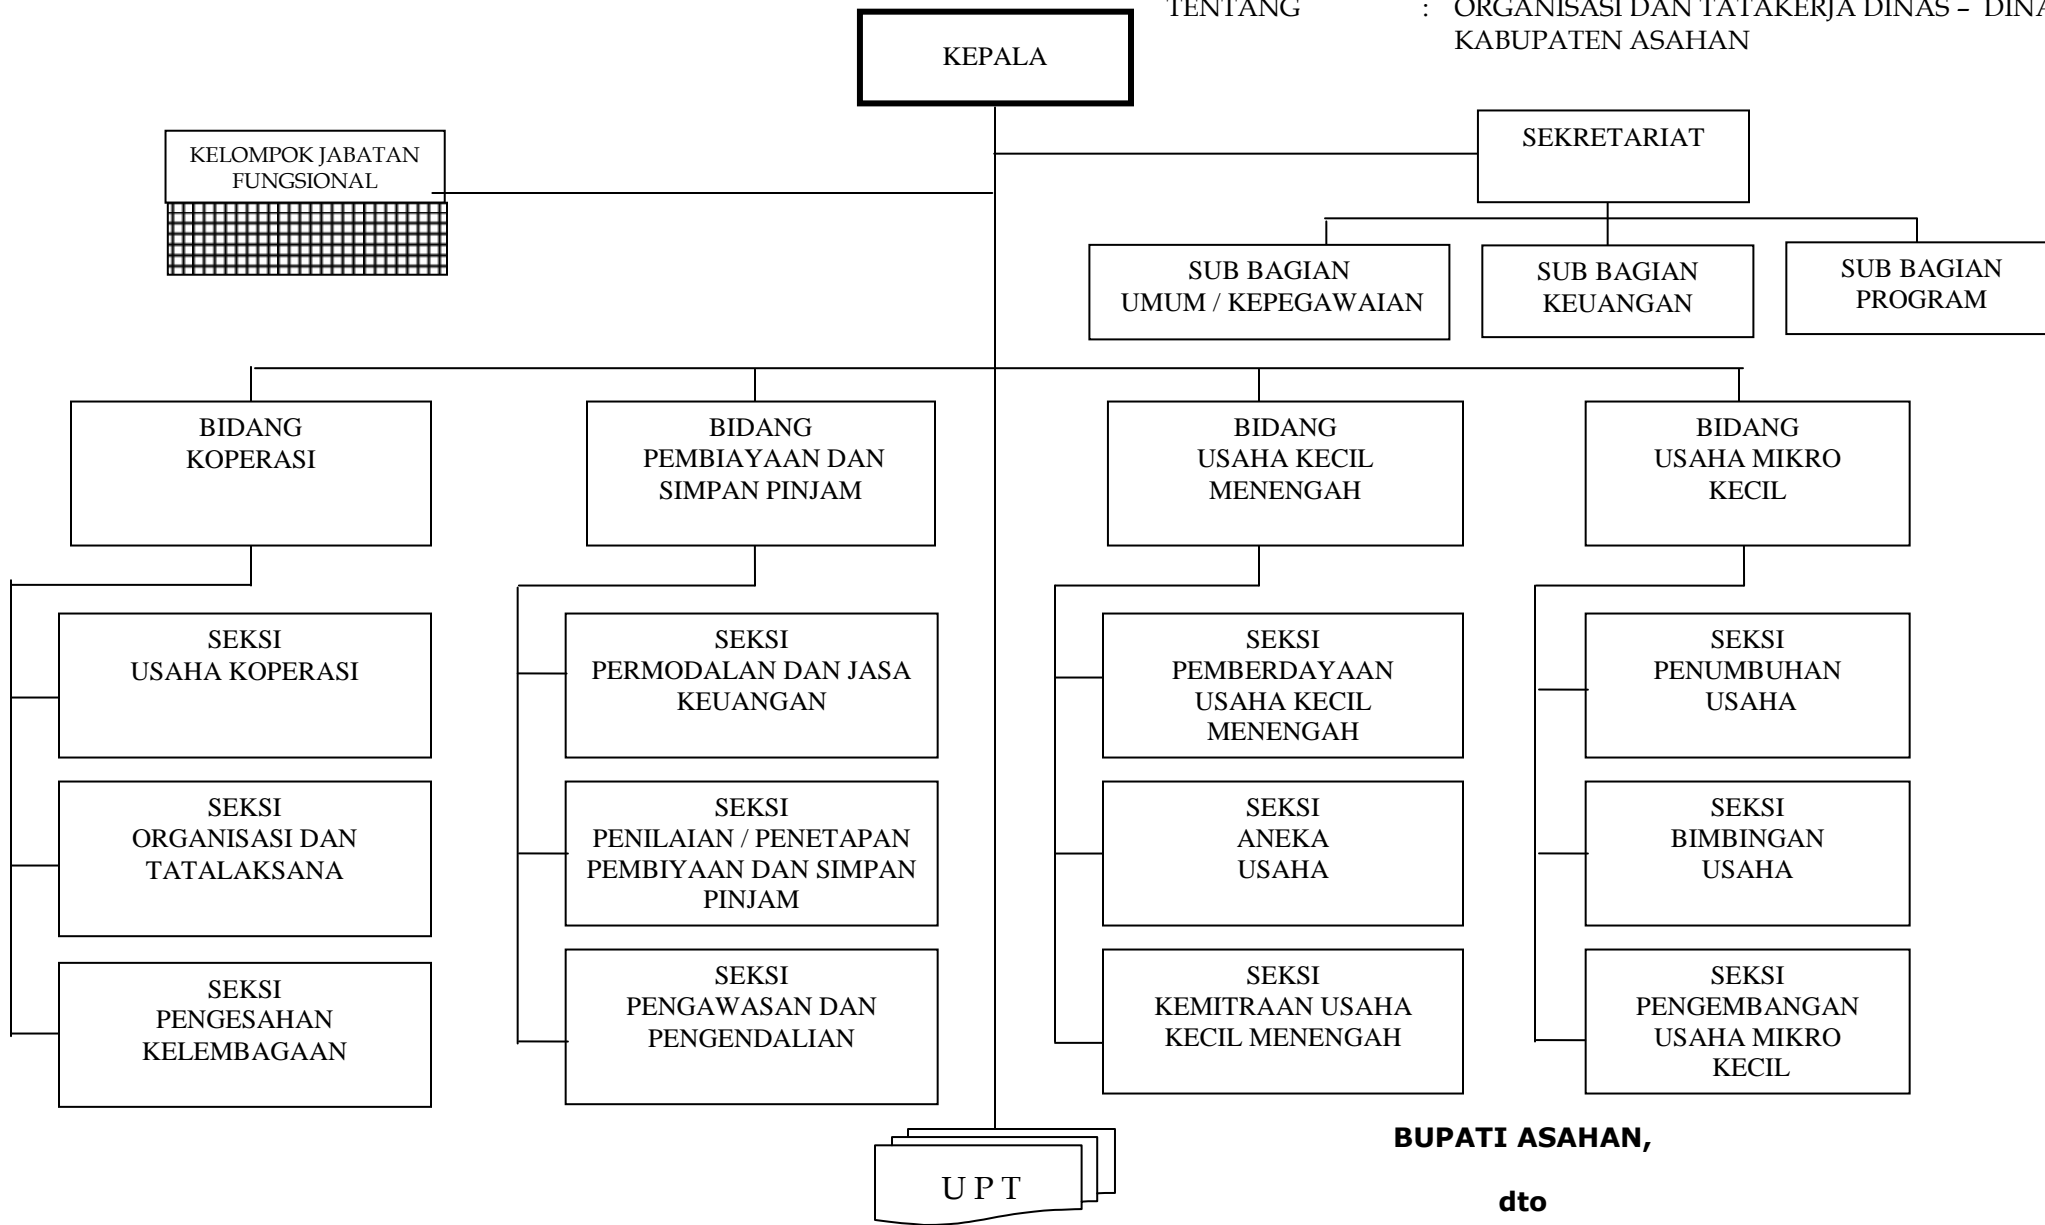 TENTANG : ORGANISASI DAN TATAKERJA DINAS – DINA
KABUPATEN ASAHAN
KEPALA
KELOMPOK JABATAN
FUNGSIONAL
SEKRETARIAT
SUB BAGIAN
UMUM / KEPEGAWAIAN
SUB BAGIAN
KEUANGAN
SUB BAGIAN
PROGRAM
BIDANG
KOPERASI
BIDANG
PEMBIAYAAN DAN
SIMPAN PINJAM
BIDANG
USAHA KECIL
MENENGAH
BIDANG
USAHA MIKRO
KECIL
SEKSI
USAHA KOPERASI
SEKSI
PERMODALAN DAN JASA
KEUANGAN
SEKSI
PEMBERDAYAAN
USAHA KECIL
MENENGAH
SEKSI
PENUMBUHAN
USAHA
SEKSI
ORGANISASI DAN
TATALAKSANA
SEKSI
PENILAIAN / PENETAPAN
PEMBIYAAN DAN SIMPAN
PINJAM
SEKSI
ANEKA
USAHA
SEKSI
BIMBINGAN
USAHA
SEKSI
PENGESAHAN
KELEMBAGAAN
SEKSI
PENGAWASAN DAN
PENGENDALIAN
SEKSI
KEMITRAAN USAHA
KECIL MENENGAH
SEKSI
PENGEMBANGAN
USAHA MIKRO
KECIL
U P T
BUPATI ASAHAN,
dto